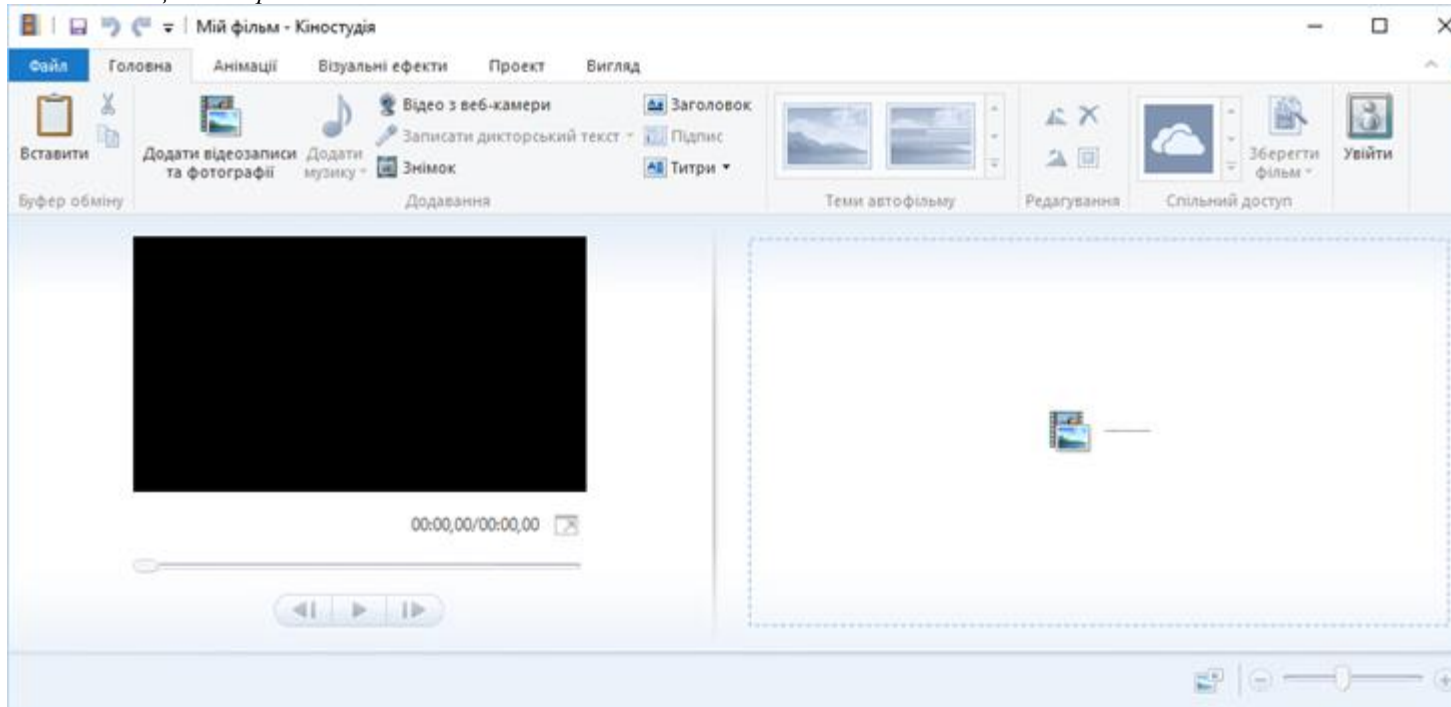 Мій фільм - Кіностудія
Файл Головна Анімації Візуальні ефекти Проект Вигляд
Вставити
Буфер обміну
Додати відеозаписи
та фотографії
Додати
музику
Відео з веб-камери
Записати дикторський текст
Знімок
Заголовок
Підпис
Титри
Додавання
Теми автофільму
Редагування
Зберегти
фільм
Спільний доступ
Увійти
00:00,00/00:00,00